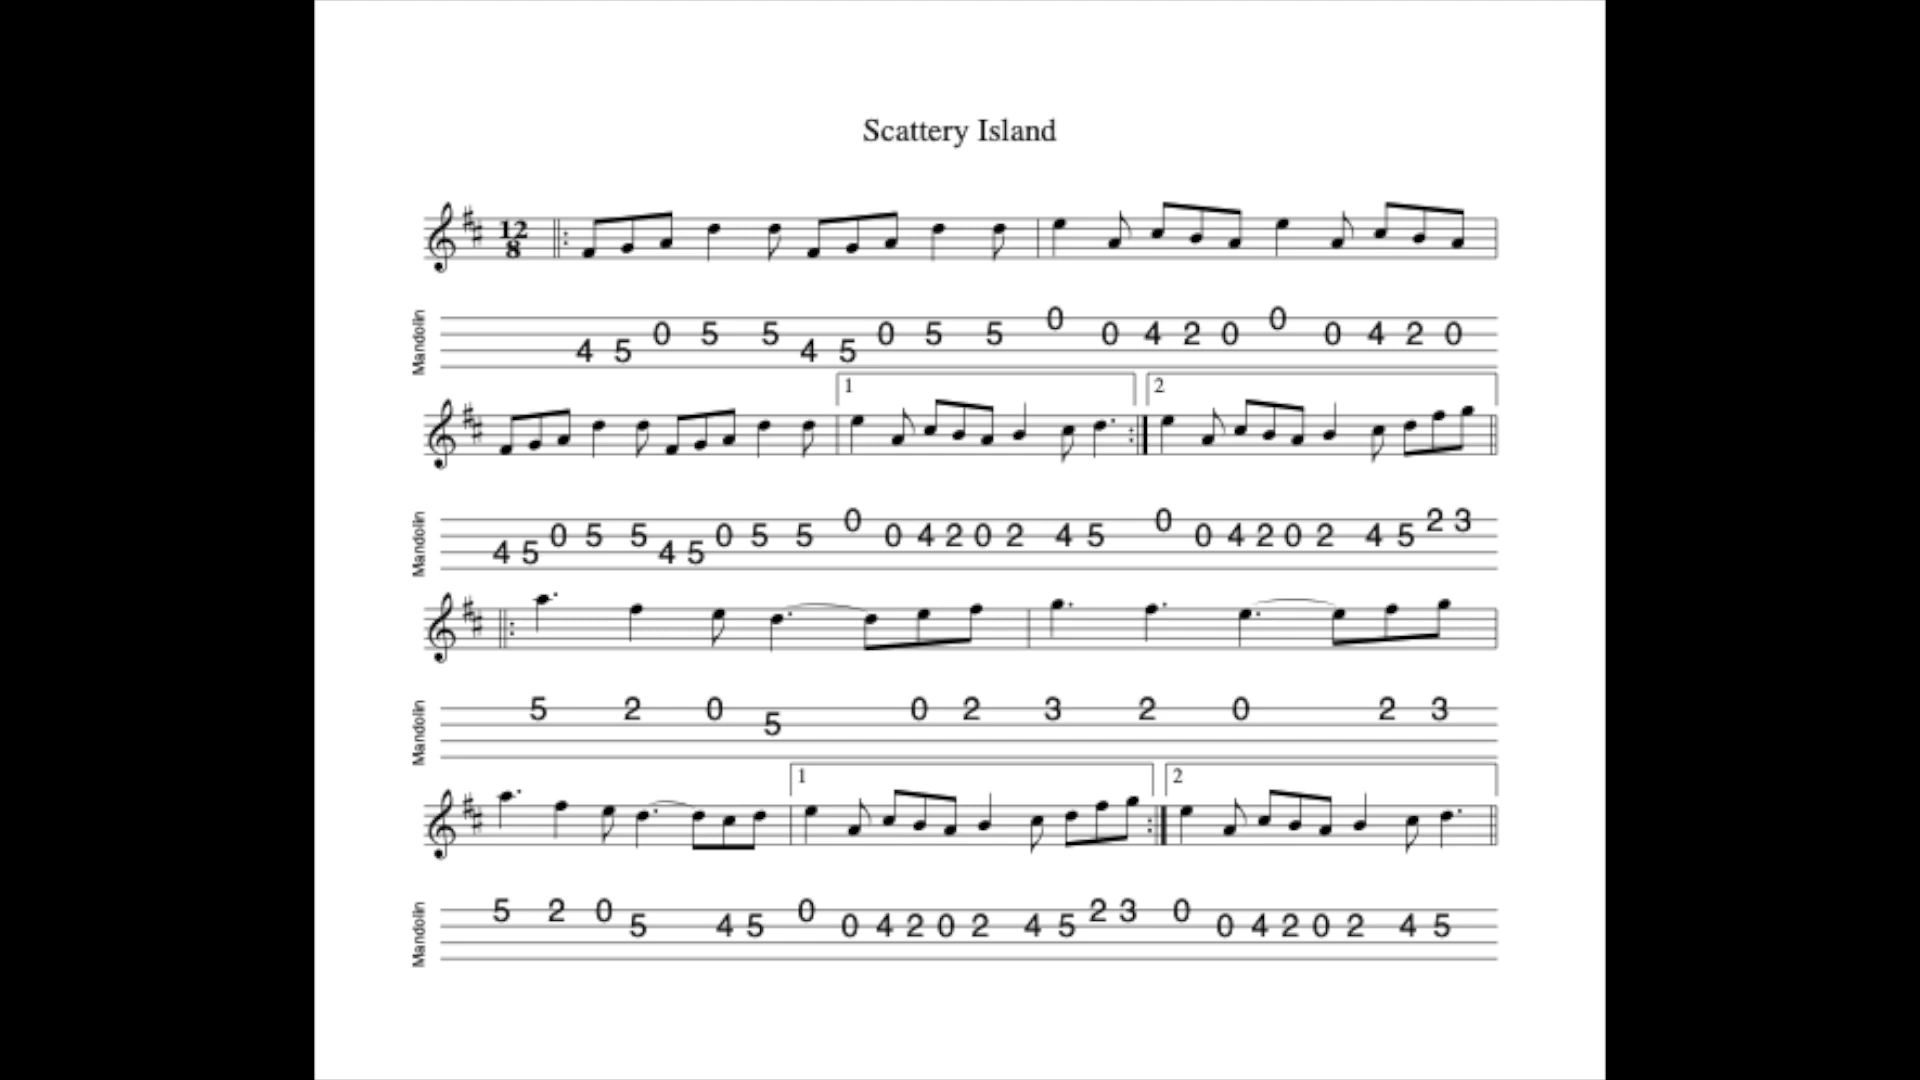 Scattery Island
12
8
Mandolin
4 5 0 5 5 4 5 0 5 5 0 0 4 2 0 0 0 4 2 0
1 2
Mandolin
4 5 0 5 5 4 5 0 5 5 0 0 4 2 0 2 4 5 0 0 4 2 0 2 4 5 2 3
Mandolin
5 2 0 5 0 2 3 2 0 2 3
1 2
Mandolin
5 2 0 5 4 5 0 0 4 2 0 2 4 5 2 3 0 0 4 2 0 2 4 5